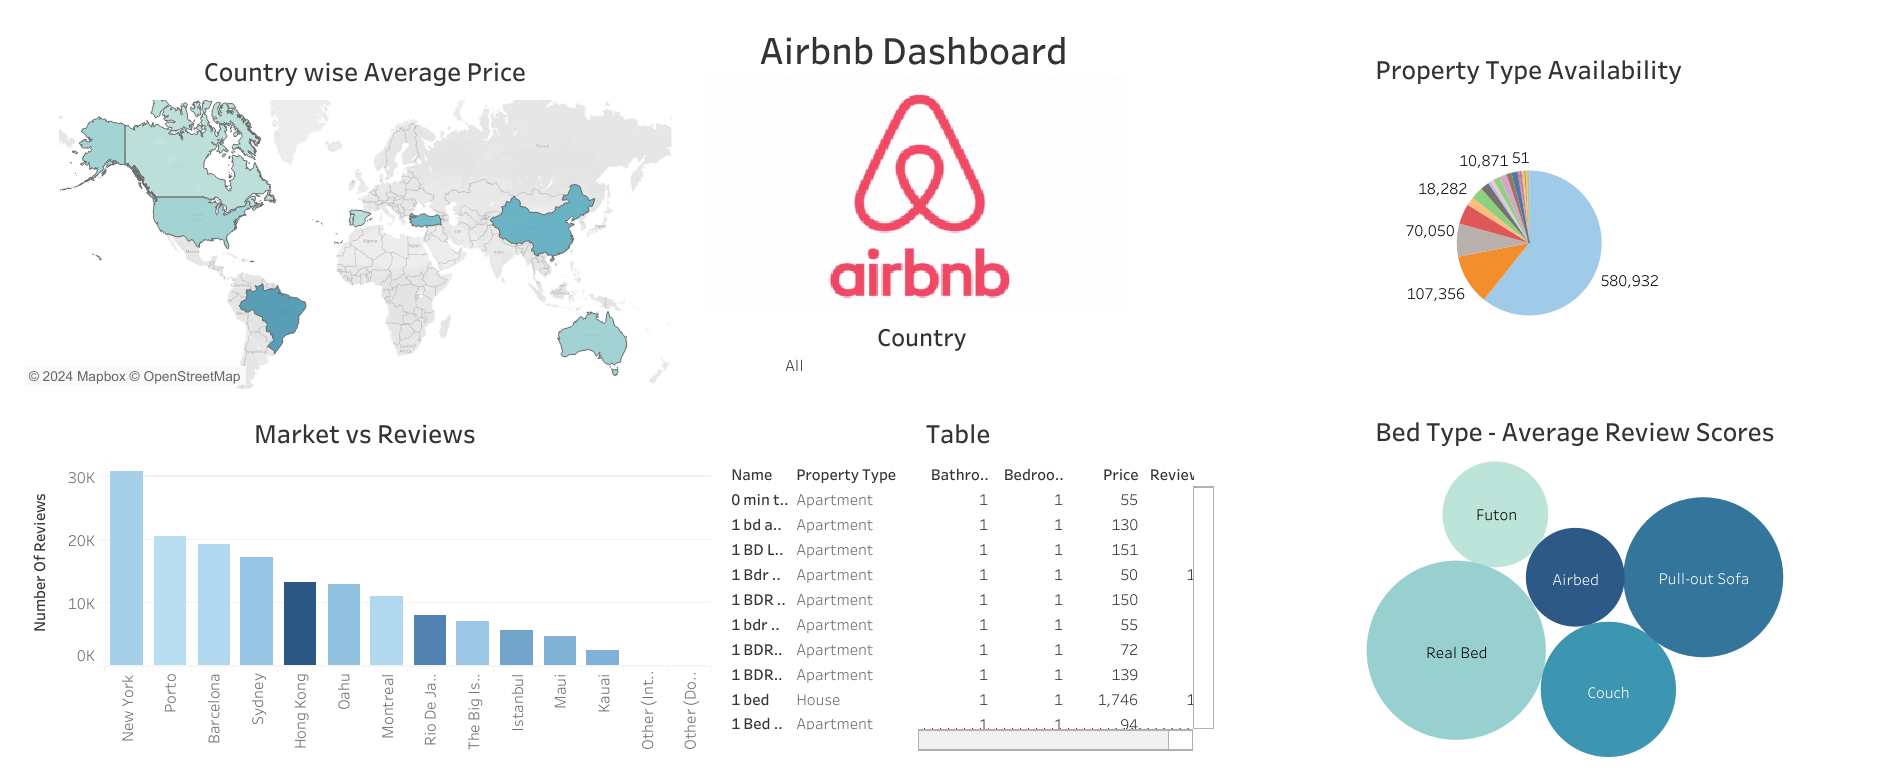 Airbnb Dashboard
Country wise Average Price
© 2024 Mapbox © OpenStreetMap
airbnb
Country
All
Property Type Availability
10,871 51
18,282
70,050
107,356
580,932
Market vs Reviews
Number Of Reviews
30K
20K
10K
0K
New York
Porto
Barcelona
Sydney
Hong Kong
Oahu
Montreal
Rio De Ja..
The Big Is..
Istanbul
Maui
Kauai
Other (Int..
Other (Do..
Table
Name Property Type Bathro.. Bedroo.. Price Review
0 min t.. Apartment 1 1 55
1 bd a.. Apartment 1 1 130
1 BD L.. Apartment 1 1 151
1 Bdr .. Apartment 1 1 50 1
1 BDR .. Apartment 1 1 150
1 bdr .. Apartment 1 1 55
1 BDR.. Apartment 1 1 72
1 BDR.. Apartment 1 1 139
1 bed House 1 1 1,746 1
1 Bed .. Apartment 1 1 94
Bed Type - Average Review Scores
Futon
Airbed
Pull-out Sofa
Real Bed
Couch